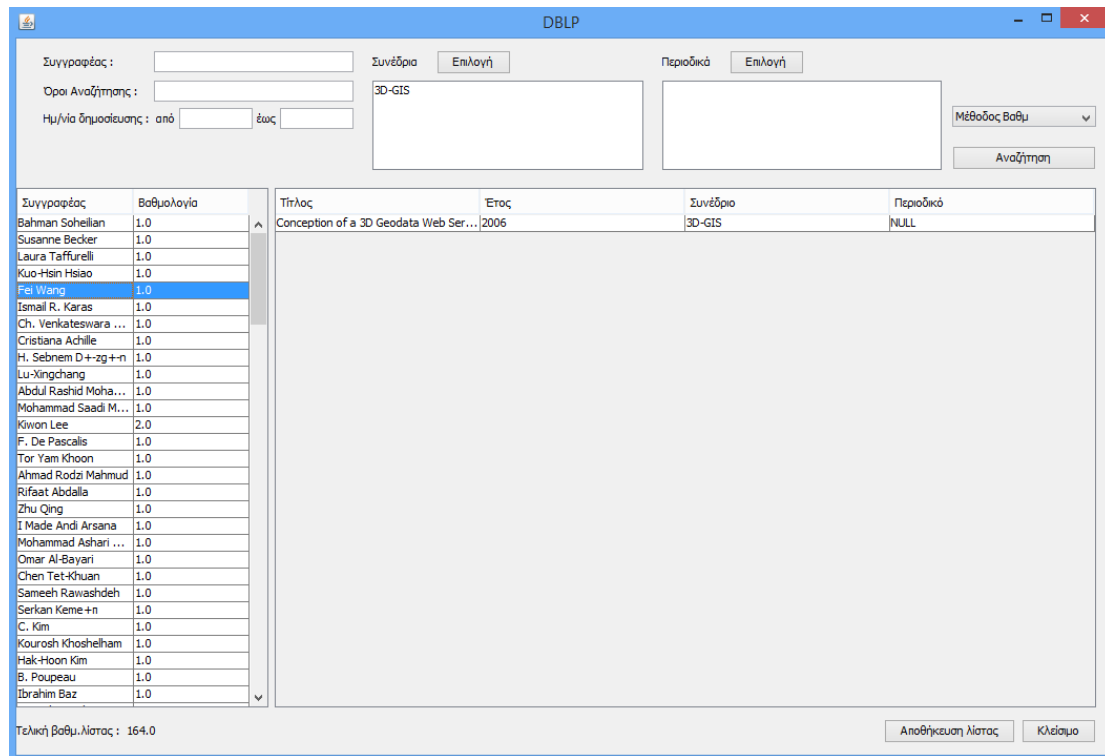 DBLP
Συγγραφέας :
Συνέδρια Επιλογή
Περιοδικά Επιλογή
Όροι Αναζήτησης :
3D-GIS
Ημ/νία δημοσίευσης : από έως
Μέθοδος Βαθμ
Αναζήτηση
Συγγραφέας Βαθμολογία
Bahman Soheilian 1.0
Susanne Becker 1.0
Laura Taffurelli 1.0
Kuo-Hsin Hsiao 1.0
Fei Wang 1.0
Ismail R. Karas 1.0
Ch. Venkateswara ... 1.0
Cristiana Achille 1.0
H. Sebnem D+-zg+-n 1.0
Lu-Xingchang 1.0
Abdul Rashid Moha... 1.0
Mohammad Saadi M... 1.0
Kiwon Lee 2.0
F. De Pascalis 1.0
Tor Yam Khoon 1.0
Ahmad Rodzi Mahmud 1.0
Rifaat Abdalla 1.0
Zhu Qing 1.0
I Made Andi Arsana 1.0
Mohammad Ashari ... 1.0
Omar Al-Bayari 1.0
Chen Tet-Khuan 1.0
Sameeh Rawashdeh 1.0
Serkan Keme+n 1.0
C. Kim 1.0
Kourosh Khoshelham 1.0
Hak-Hoon Kim 1.0
B. Poupeau 1.0
Ibrahim Baz 1.0
Τίτλος Έτος Συνέδριο Περιοδικό
Conception of a 3D Geodata Web Ser... 2006 3D-GIS NULL
Τελική βαθμ.λίστας : 164.0
Αποθήκευση λίστας Κλείσιμο